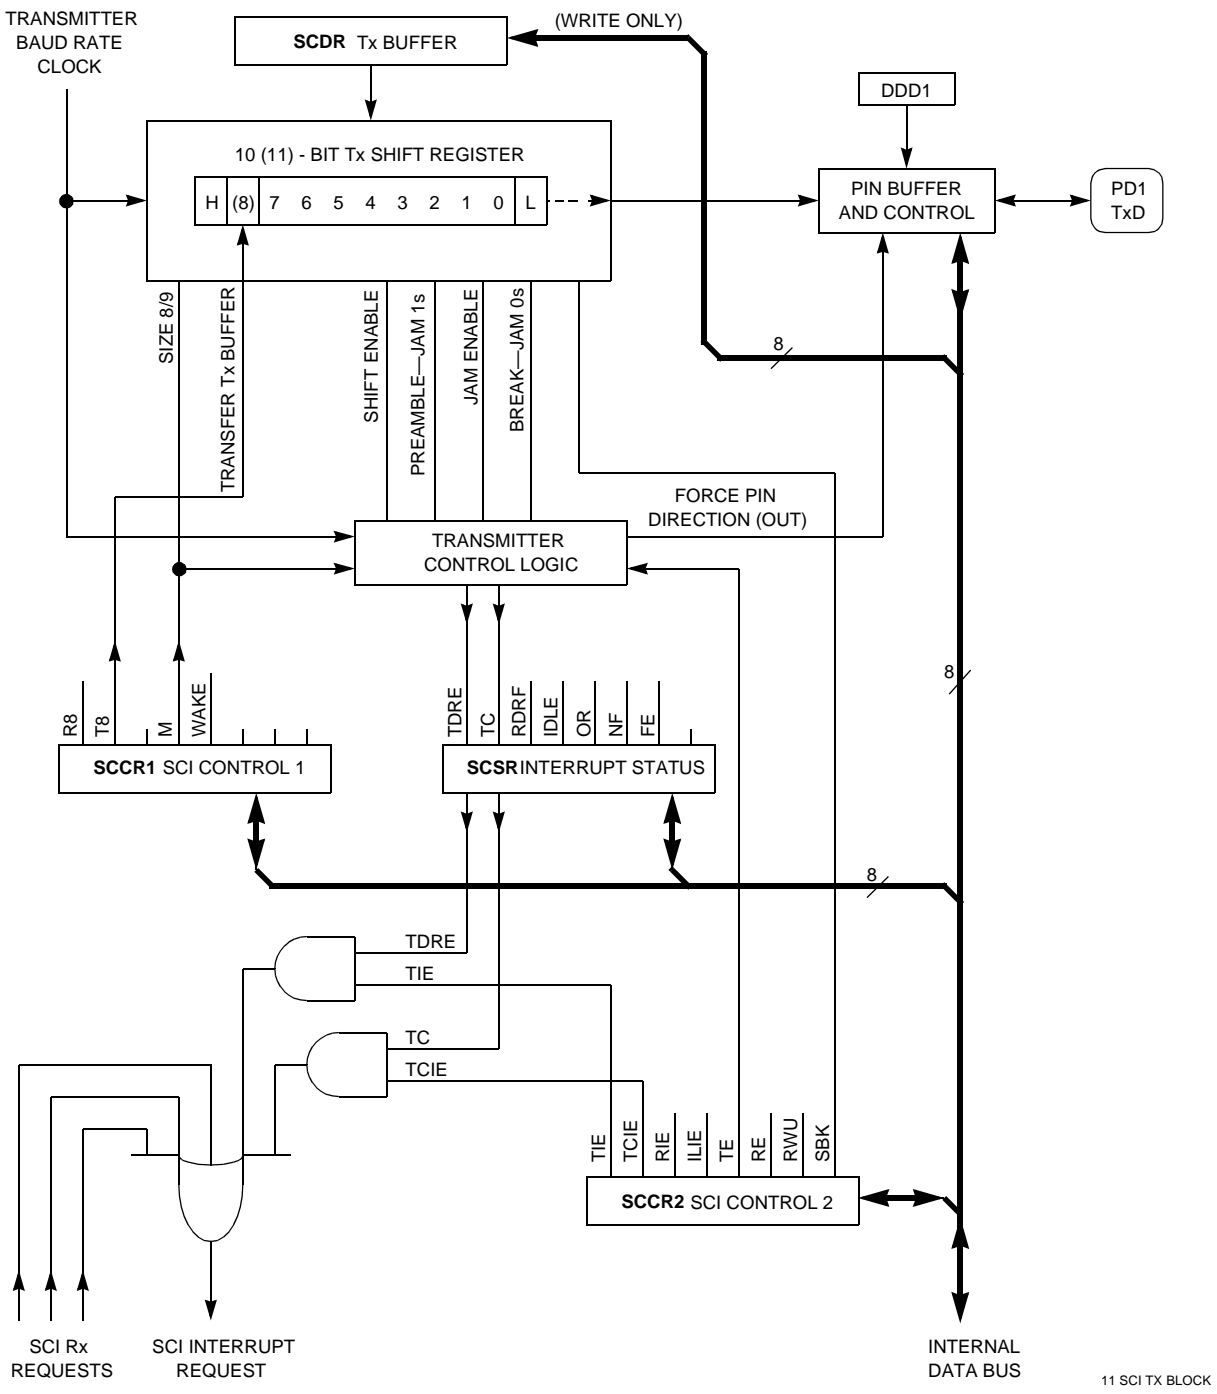 TRANSMITTER
BAUD RATE
CLOCK
SCDR Tx BUFFER
(WRITE ONLY)
DDD1
10 (11) - BIT Tx SHIFT REGISTER
H (8) 7 6 5 4 3 2 1 0 L
PIN BUFFER
AND CONTROL
PD1
TxD
SIZE 8/9
TRANSFER Tx BUFFER
SHIFT ENABLE
PREAMBLE—JAM 1s
JAM ENABLE
BREAK—JAM 0s
8
FORCE PIN
DIRECTION (OUT)
TRANSMITTER
CONTROL LOGIC
8
R8
T8
M
WAKE
TDRE
TC
RDRF
IDLE
OR
NF
FE
SCCR1 SCI CONTROL 1
SCSR INTERRUPT STATUS
8
TDRE
TIE
TC
TCIE
TIE
TCIE
RIE
ILIE
TE
RE
RWU
SBK
SCCR2 SCI CONTROL 2
SCI Rx
REQUESTS
SCI INTERRUPT
REQUEST
INTERNAL
DATA BUS
11 SCI TX BLOCK